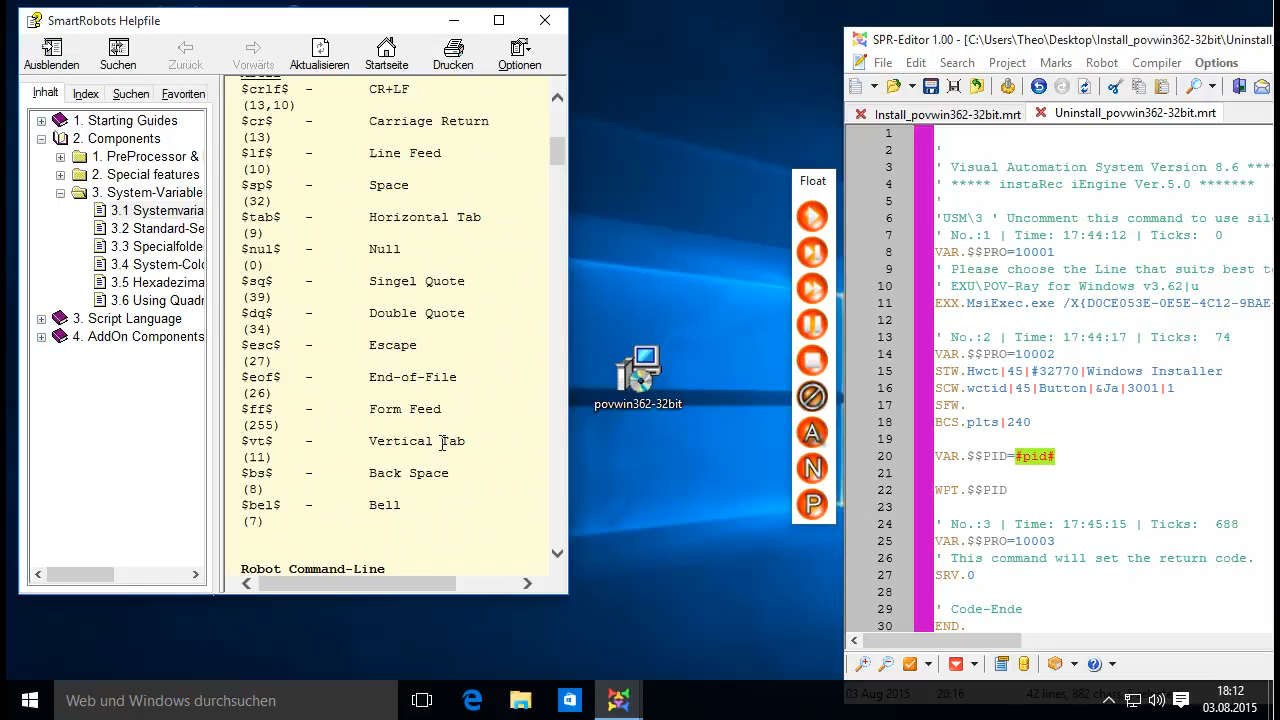 SmartRobots Helpfile
Ausblenden Suchen Zurück Vorwärts Aktualisieren Startseite Drucken Optionen
Inhalt Index Suchen Favoriten
1. Starting Guides
2. Components
1. PreProcessor &
2. Special features
3. System-Variable
3.1 Systemvaria
3.2 Standard-Se
3.3 Specialfolde
3.4 System-Colo
3.5 Hexadezima
3.6 Using Quadr
3. Script Language
4. AddOn Components
$crlf$ - CR+LF
(13,10)
$cr$ - Carriage Return
(13)
$lf$ - Line Feed
(10)
$sp$ - Space
(32)
$tab$ - Horizontal Tab
(9)
$nul$ - Null
(0)
$sq$ - Singel Quote
(39)
$dq$ - Double Quote
(34)
$esc$ - Escape
(27)
$eof$ - End-of-File
(26)
$ff$ - Form Feed
(255)
$vt$ - Vertical Tab
(11)
$bs$ - Back Space
(8)
$bel$ - Bell
(7)
Robot Command-Line
povwin362-32bit
Float
A
N
P
SPR-Editor 1.00 - [C:\Users\Theo\Desktop\Install_povwin362-32bit\Uninstal
File Edit Search Project Marks Robot Compiler Options
Install_povwin362-32bit.mrt Uninstall_povwin362-32bit.mrt
1
2 '
3 ' Visual Automation System Version 8.6 ***
4 ' ***** instaRec iEngine Ver.5.0 *******
5 '
6 'USM\3 ' Uncomment this command to use sil
7 ' No.:1 | Time: 17:44:12 | Ticks: 0
8 VAR.$$PRO=10001
9 ' Please choose the Line that suits best t
10 ' EXU\POV-Ray for Windows v3.62|u
11 EXX.MsiExec.exe /X{D0CE053E-0E5E-4C12-9BAE-
12
13 ' No.:2 | Time: 17:44:17 | Ticks: 74
14 VAR.$$PRO=10002
15 STW.Hwct|45|#32770|Windows Installer
16 SCW.wctid|45|Button|&Ja|3001|1
17 SFW.
18 BCS.plts|240
19
20 VAR.$$PID=#pid#
21
22 WPT.$$PID
23
24 ' No.:3 | Time: 17:45:15 | Ticks: 688
25 VAR.$$PRO=10003
26 ' This command will set the return code.
27 SRV.0
28
29 ' Code-Ende
30 END.
03 Aug 2015 20:16 42 lines, 882 chars
Web und Windows durchsuchen
18:12
03.08.2015